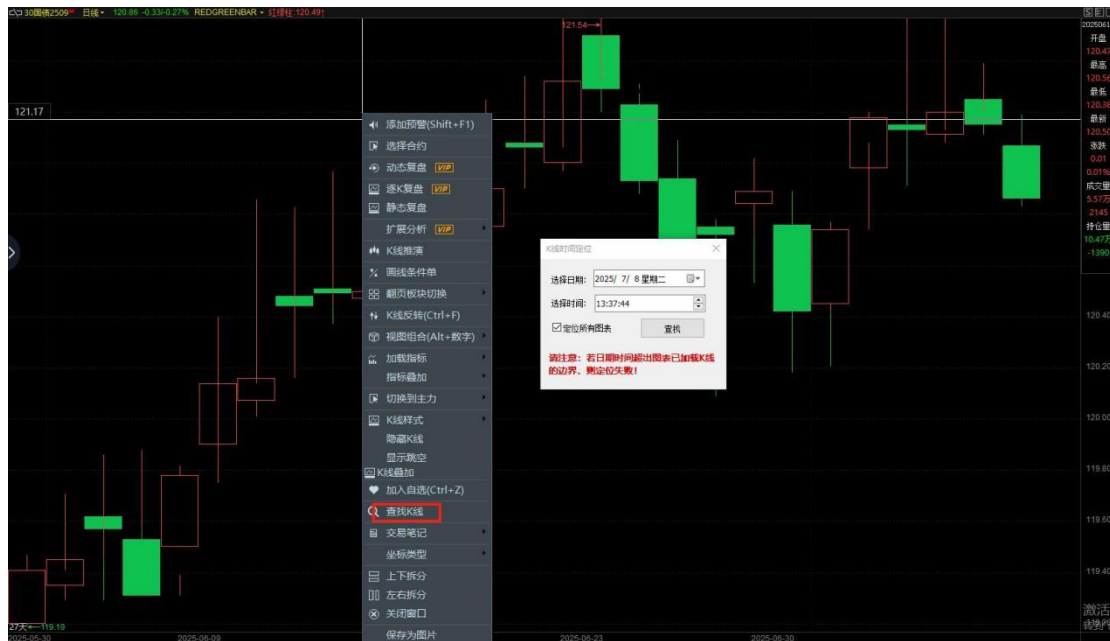 30国债2509 日线 120.86 -0.33/-0.27% REDGREENBAR 红绿柱:120.49↑
2025061
开盘
120.47
最高
120.56
最低
120.38
最新
120.50
涨跌
0.01
0.01%
成交量
5.57万
2145
持仓量
10.47万
-1390
121.54
121.17
添加预警(Shift+F1)
选择合约
动态复盘 VIP
逐K复盘 VIP
静态复盘
扩展分析 VIP
K线推演
画线条件单
翻页板块切换
K线反转(Ctrl+F)
视图组合(Alt+数字)
加载指标
指标叠加
切换到主力
K线样式
隐藏K线
显示跳空
K线叠加
加入自选(Ctrl+Z)
查找K线
交易笔记
坐标类型
上下拆分
左右拆分
关闭窗口
保存为图片
K线时间定位
选择日期: 2025/ 7/ 8 星期二
选择时间: 13:37:44
定位所有图表 查找
请注意：若日期时间超出图表已加载K线
的边界，则定位失败！
120.40
120.20
120.00
119.80
119.60
119.40
激活
27天 119.19
2025-05-30 2025-06-09 2025-06-23 2025-06-30